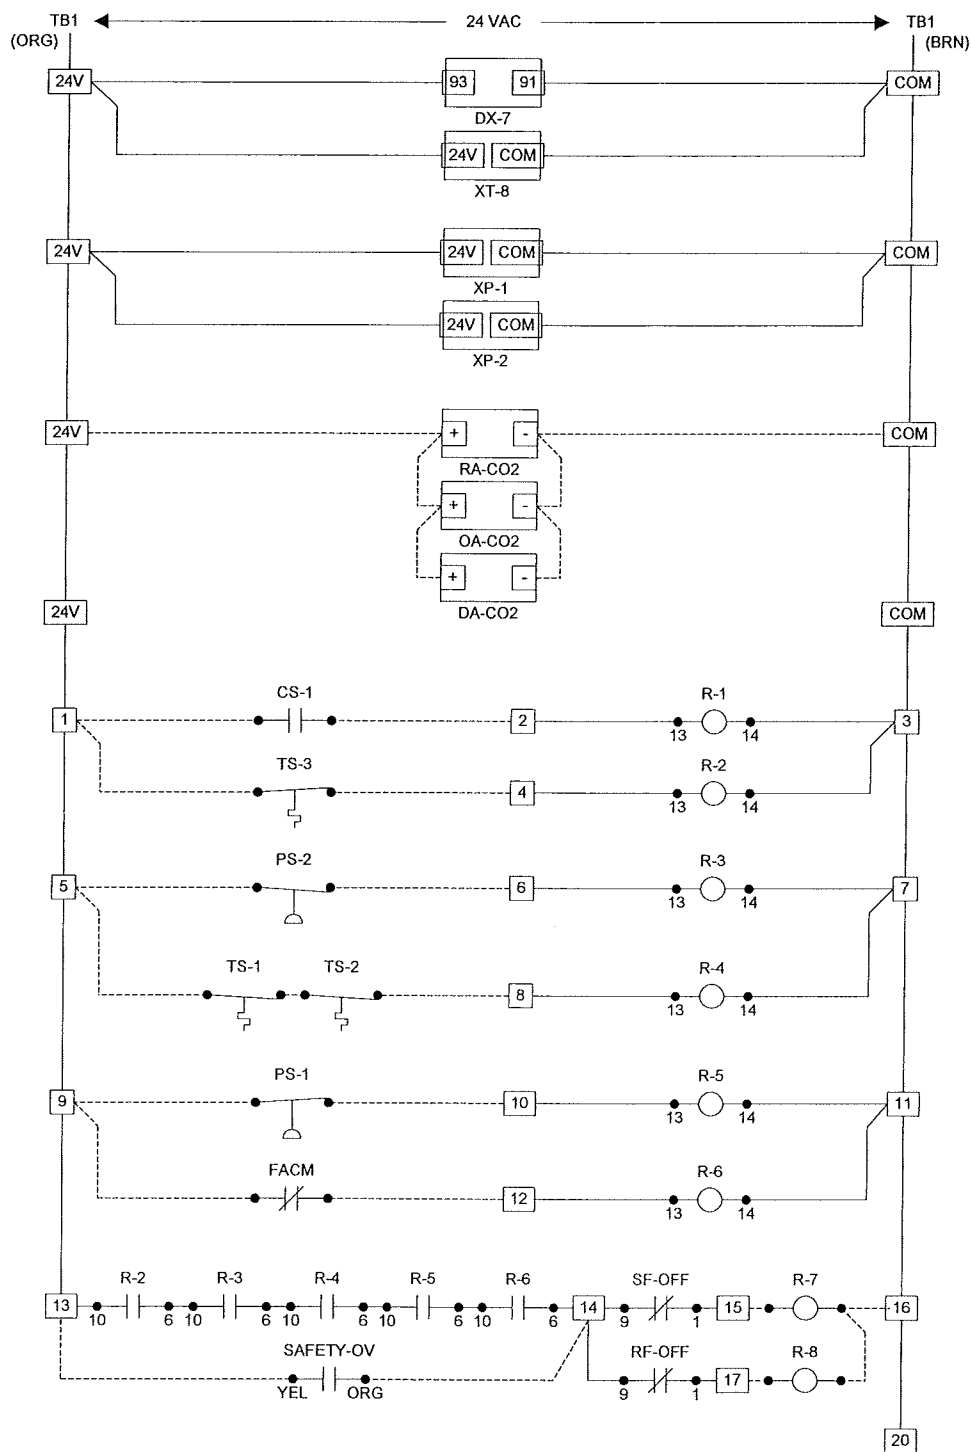 TB1 24 VAC TB1
(ORG) (BRN)
24V 93 91 COM
DX-7
24V COM
XT-8
24V 24V COM COM
XP-1
24V COM
XP-2
24V + - COM
RA-CO2
+ -
OA-CO2
+ -
24V DA-CO2 COM
CS-1 R-1
1 2 3
13 14
TS-3 R-2
4
13 14
PS-2 R-3
5 6 7
13 14
TS-1 TS-2 R-4
8
13 14
PS-1 R-5
9 10 11
13 14
FACM R-6
12
13 14
R-2 R-3 R-4 R-5 R-6 SF-OFF R-7
13 14 15 16
10 6 10 6 10 6 10 6 10 6 9 1
SAFETY-OV RF-OFF R-8
17
YEL ORG 9 1
20